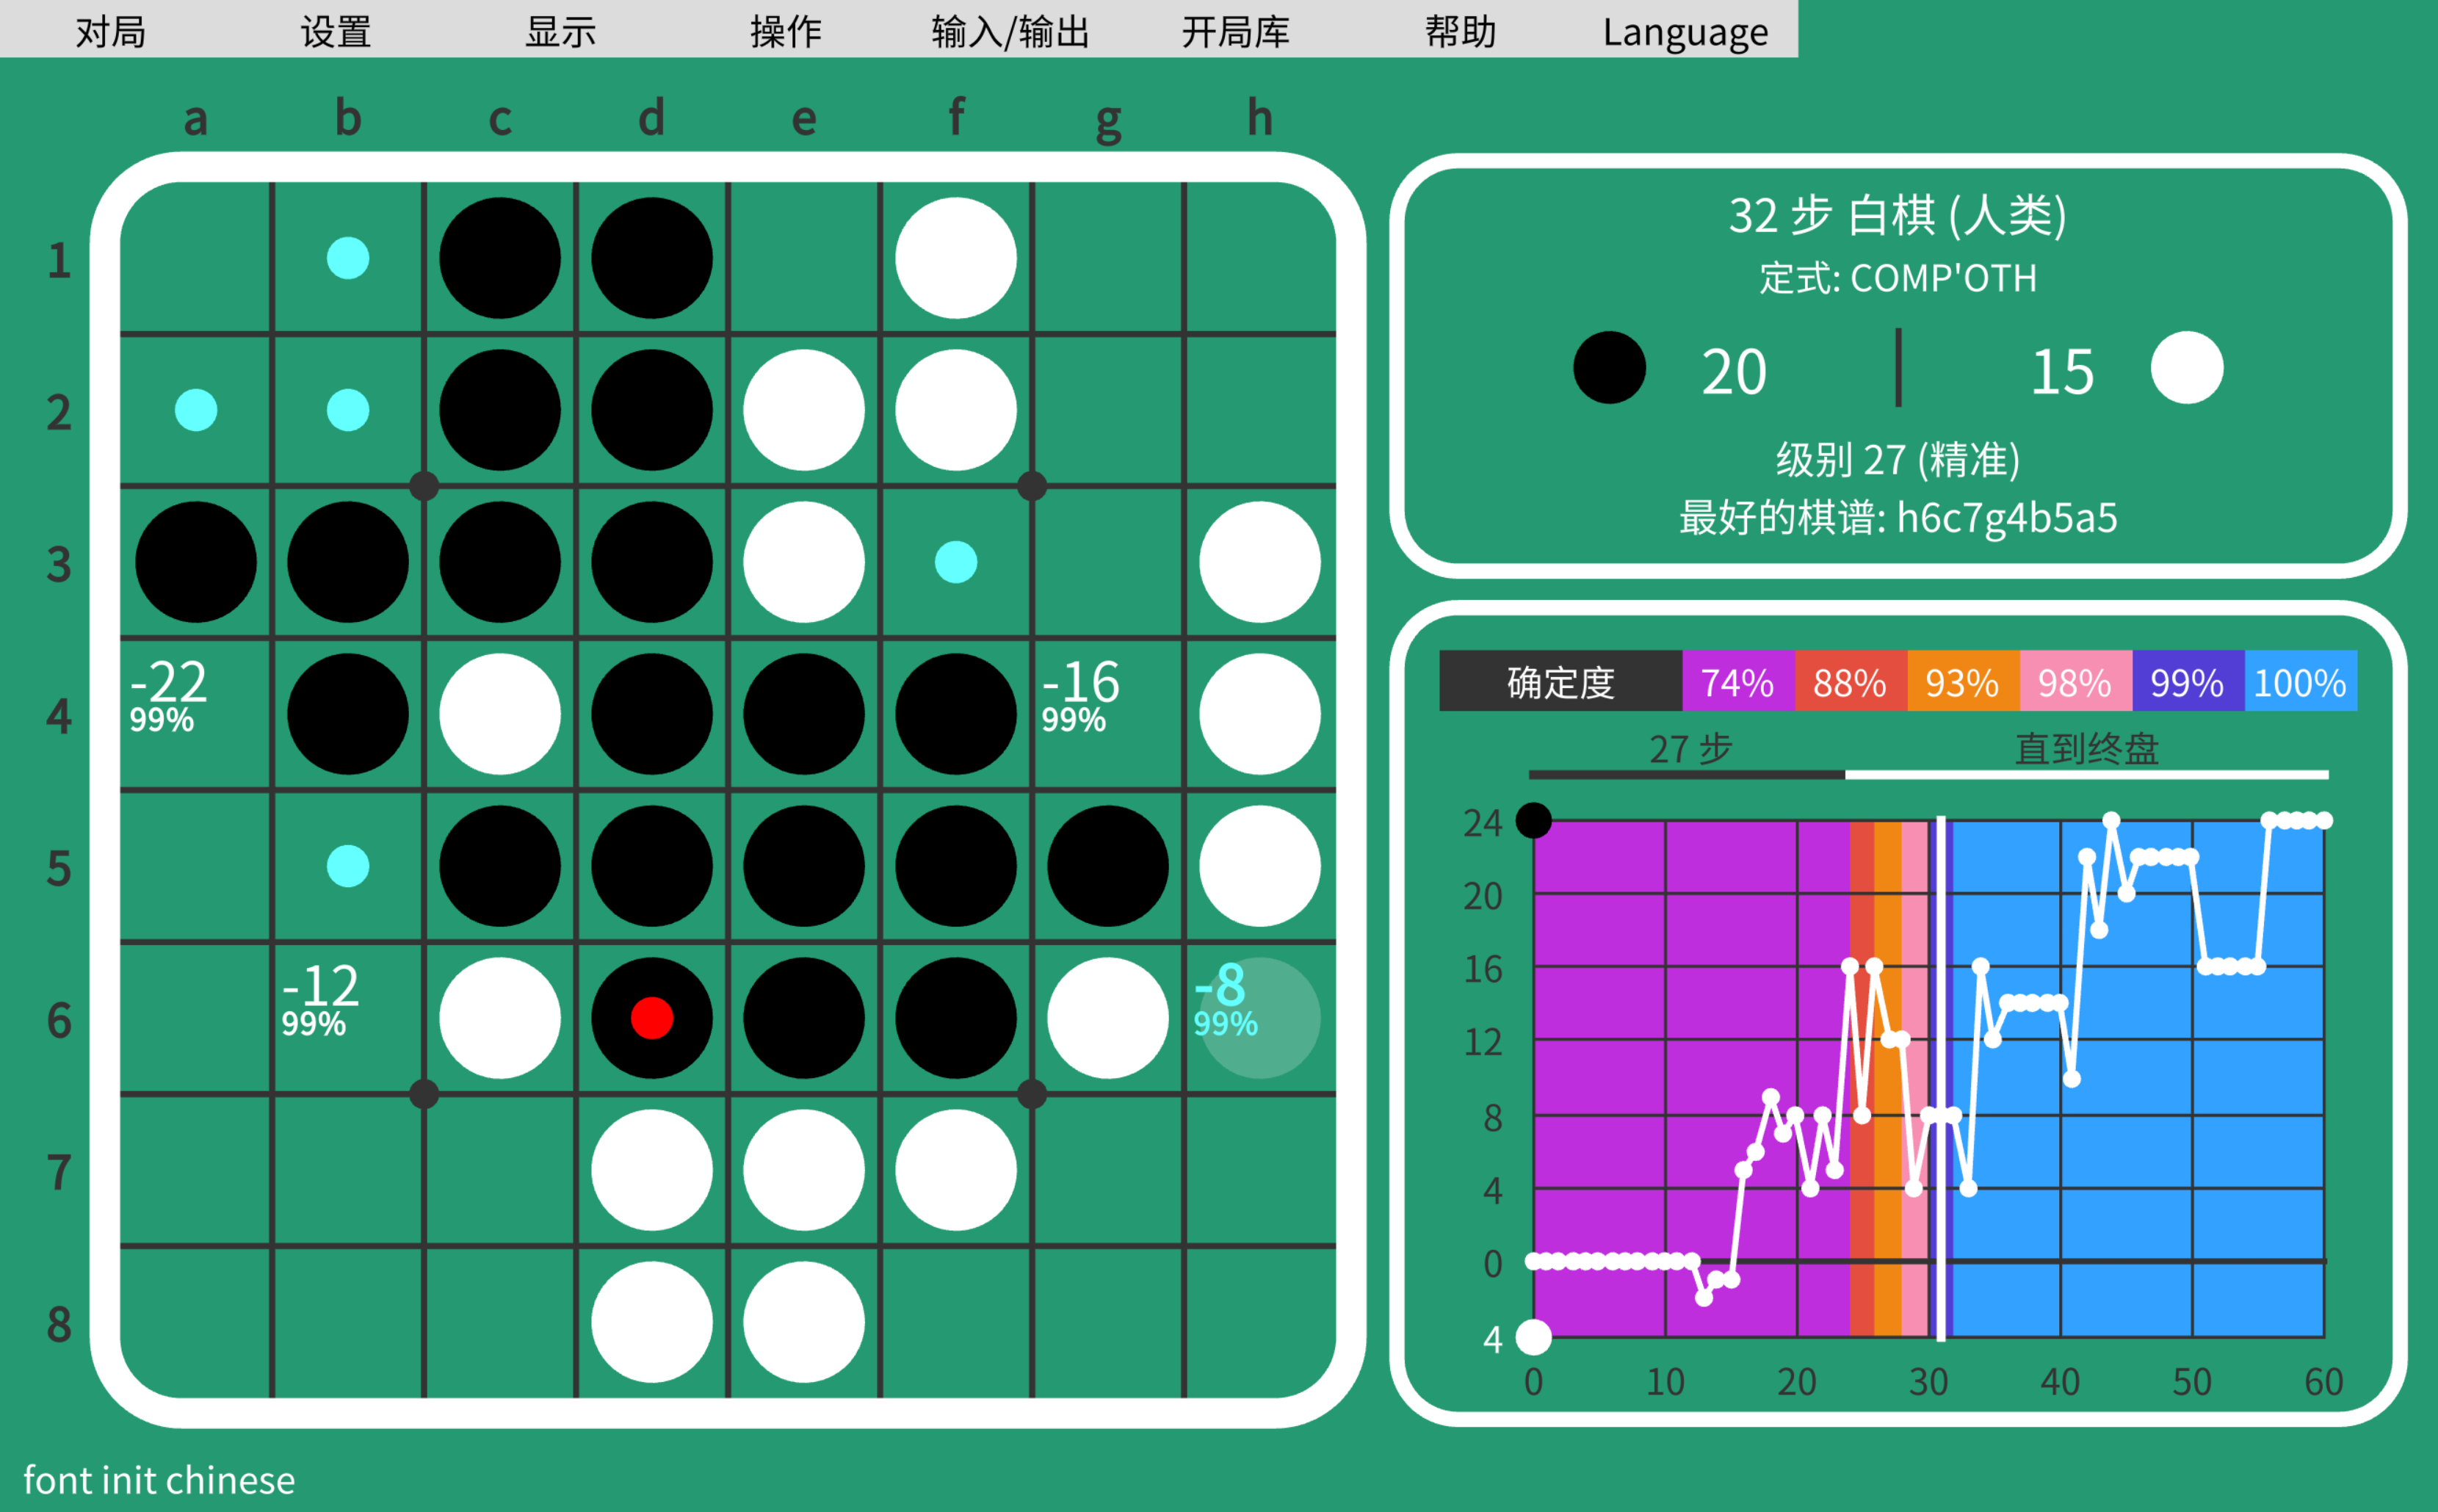 对局 设置 显示 操作 输入/输出 开局库 帮助 Language
a b c d e f g h
1
2
3
4
5
6
7
8
-22
99%
-16
99%
-12
99%
-8
99%
32 步 白棋 (人类)
定式: COMP'OTH
20 15
级别 27 (精准)
最好的棋谱: h6c7g4b5a5
确定度 74% 88% 93% 98% 99% 100%
27 步 直到终盘
24
20
16
12
8
4
0
4
0 10 20 30 40 50 60
font init chinese